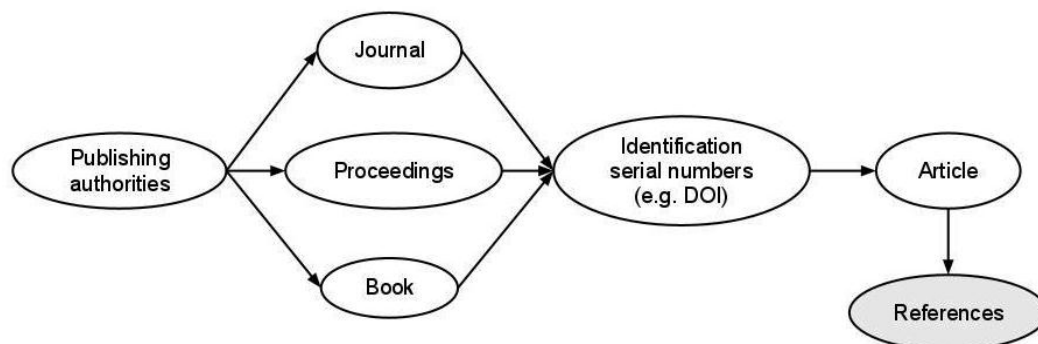 Journal
Publishing
authorities
Proceedings
Identification
serial numbers
(e.g. DOI)
Article
Book
References